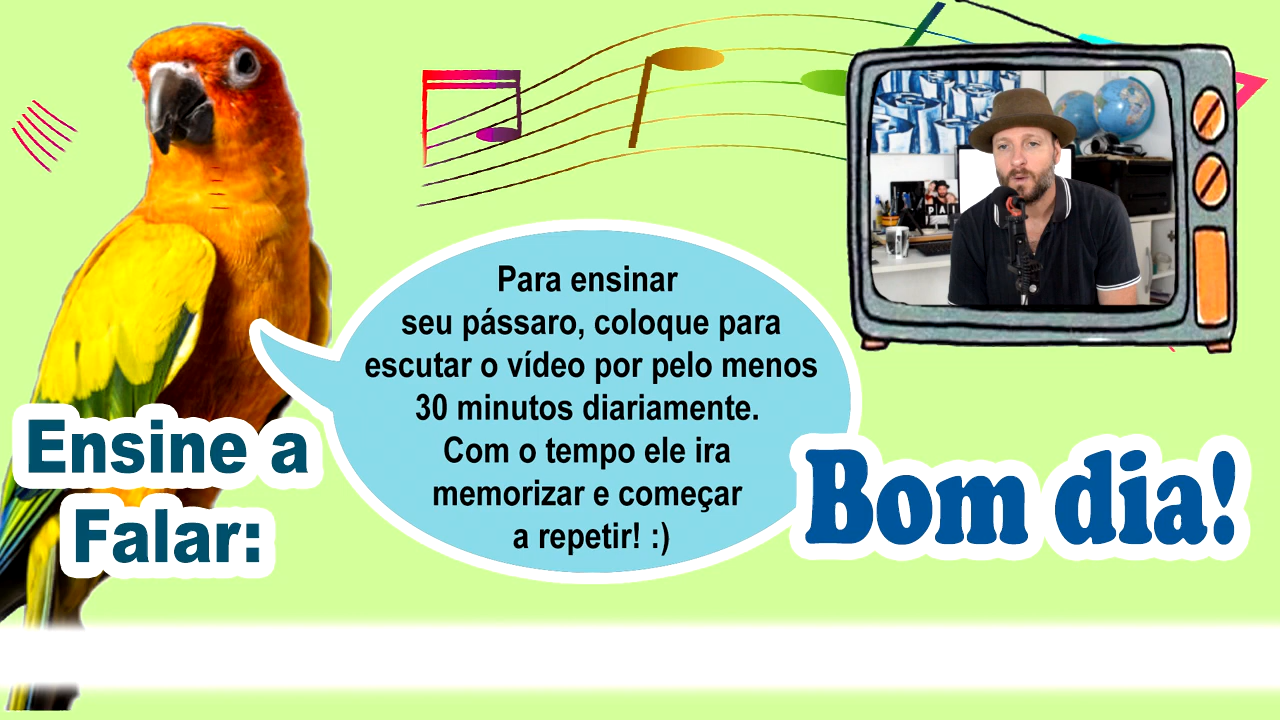 Para ensinar
seu pássaro, coloque para
escutar o vídeo por pelo menos
30 minutos diariamente.
Com o tempo ele ira
memorizar e começar
a repetir! :)
Ensine a
Falar:
Bom dia!
PAI